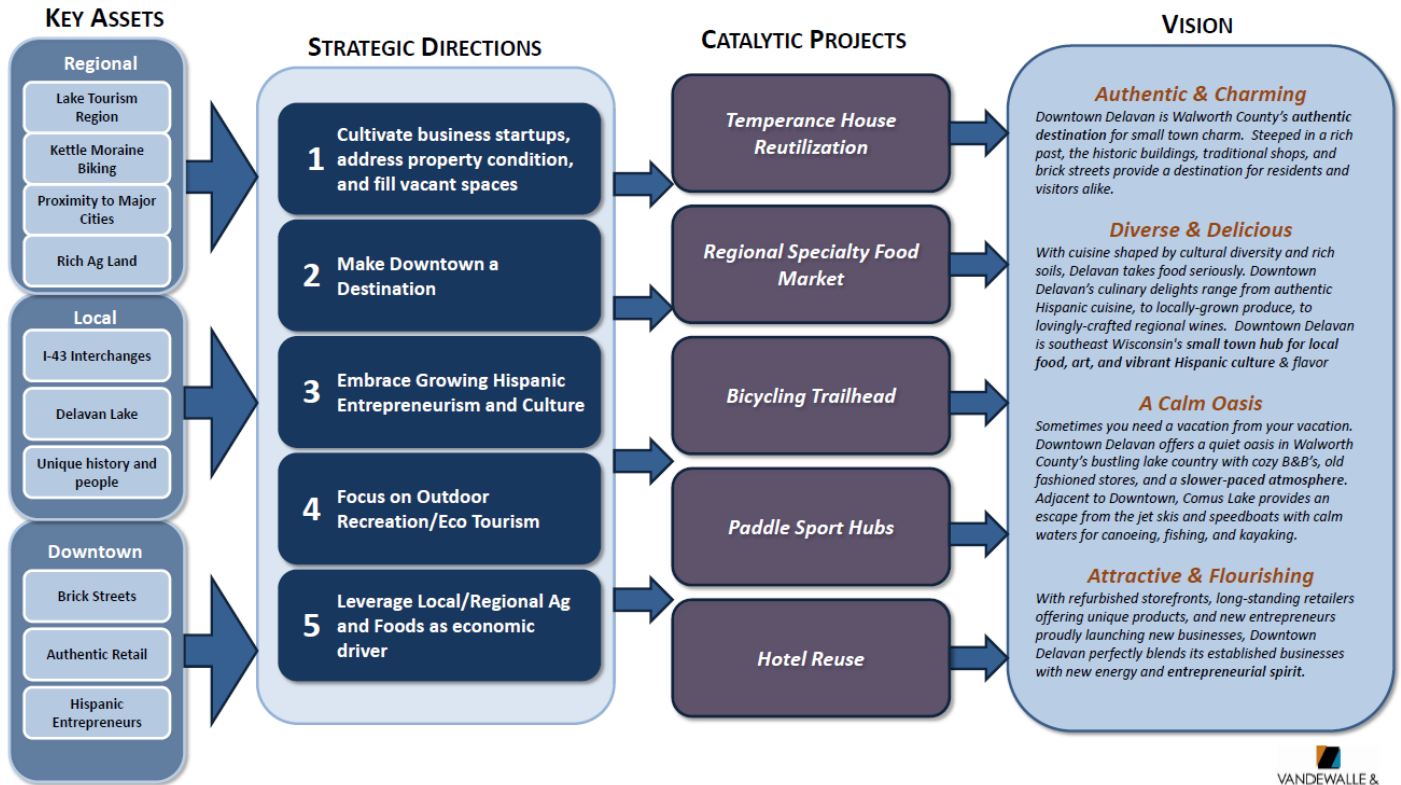 KEY ASSETS
Regional
Lake Tourism
Region
Kettle Moraine
Biking
Proximity to Major
Cities
Rich Ag Land
Local
I-43 Interchanges
Delavan Lake
Unique history and
people
Downtown
Brick Streets
Authentic Retail
Hispanic
Entrepreneurs
STRATEGIC DIRECTIONS
1 Cultivate business startups,
address property condition,
and fill vacant spaces
2 Make Downtown a
Destination
3 Embrace Growing Hispanic
Entrepreneurism and Culture
4 Focus on Outdoor
Recreation/Eco Tourism
5 Leverage Local/Regional Ag
and Foods as economic
driver
CATALYTIC PROJECTS
Temperance House
Reutilization
Regional Specialty Food
Market
Bicycling Trailhead
Paddle Sport Hubs
Hotel Reuse
VISION
Authentic & Charming
Downtown Delavan is Walworth County's authentic
destination for small town charm. Steeped in a rich
past, the historic buildings, traditional shops, and
brick streets provide a destination for residents and
visitors alike.
Diverse & Delicious
With cuisine shaped by cultural diversity and rich
soils, Delavan takes food seriously. Downtown
Delavan's culinary delights range from authentic
Hispanic cuisine, to locally-grown produce, to
lovingly-crafted regional wines. Downtown Delavan
is southeast Wisconsin's small town hub for local
food, art, and vibrant Hispanic culture & flavor
A Calm Oasis
Sometimes you need a vacation from your vacation.
Downtown Delavan offers a quiet oasis in Walworth
County's bustling lake country with cozy B&B's, old
fashioned stores, and a slower-paced atmosphere.
Adjacent to Downtown, Comus Lake provides an
escape from the jet skis and speedboats with calm
waters for canoeing, fishing, and kayaking.
Attractive & Flourishing
With refurbished storefronts, long-standing retailers
offering unique products, and new entrepreneurs
proudly launching new businesses, Downtown
Delavan perfectly blends its established businesses
with new energy and entrepreneurial spirit.
VANDEWALLE &